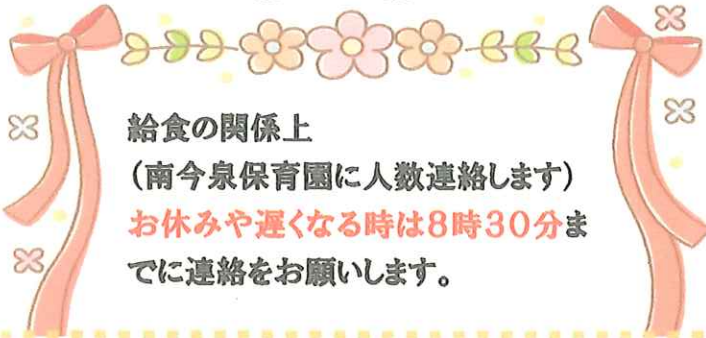 給食の関係上
(南今泉保育園に人数連絡します)
お休みや遅くなる時は8時30分ま
でに連絡をお願いします。